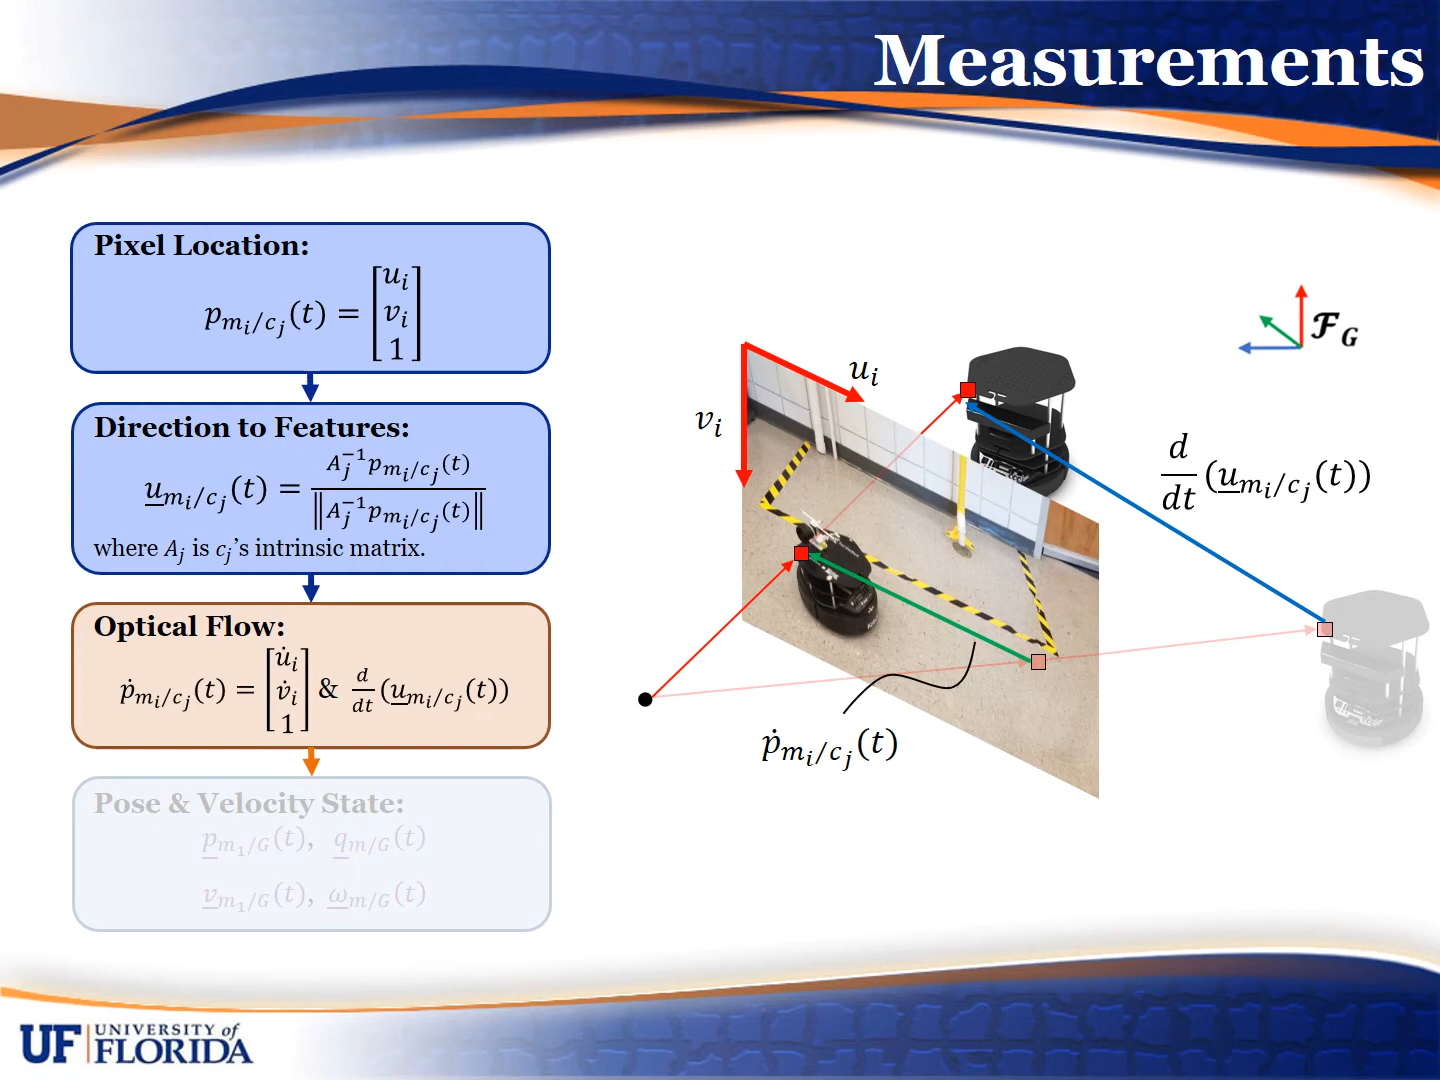 Measurements
Pixel Location:
p_{m_i/c_j}(t) = [u_i v_i 1]
Direction to Features:
u_{m_i/c_j}(t) = A_j^{-1} p_{m_i/c_j}(t) / ‖A_j^{-1} p_{m_i/c_j}(t)‖
where A_j is c_j's intrinsic matrix.
Optical Flow:
ṗ_{m_i/c_j}(t) = [u̇_i v̇_i 1] & d/dt (u_{m_i/c_j}(t))
Pose & Velocity State:
p_{m_1/G}(t), q_{m/G}(t)
v_{m_1/G}(t), ω_{m/G}(t)
u_i
v_i
ℱ_G
d/dt (u_{m_i/c_j}(t))
ṗ_{m_i/c_j}(t)
UF UNIVERSITY of
FLORIDA